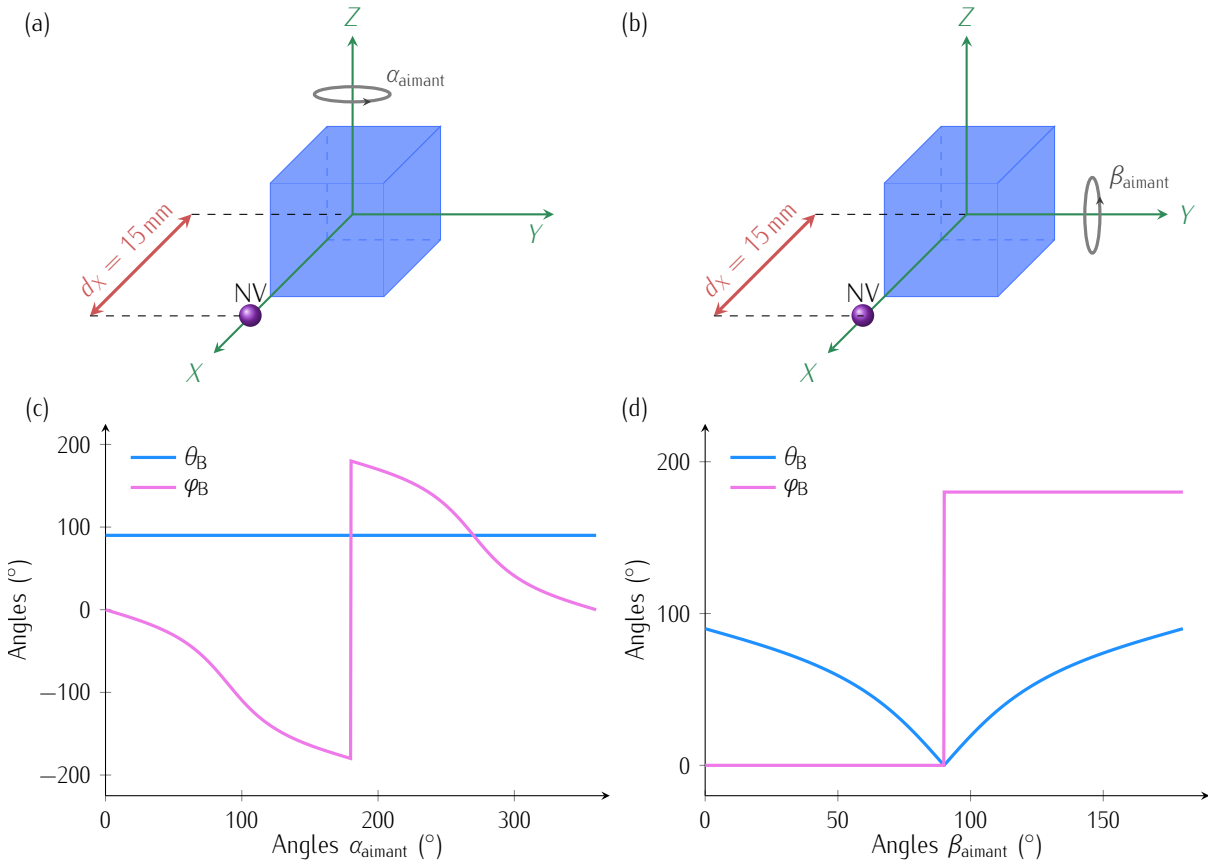 (a)
Z
α_aimant
Y
d_X = 15 mm
NV
X
(b)
Z
β_aimant
Y
d_X = 15 mm
NV
X
(c)
200
100
0
−100
−200
Angles (°)
θ_B
φ_B
0 100 200 300
Angles α_aimant (°)
(d)
200
100
0
Angles (°)
θ_B
φ_B
0 50 100 150
Angles β_aimant (°)